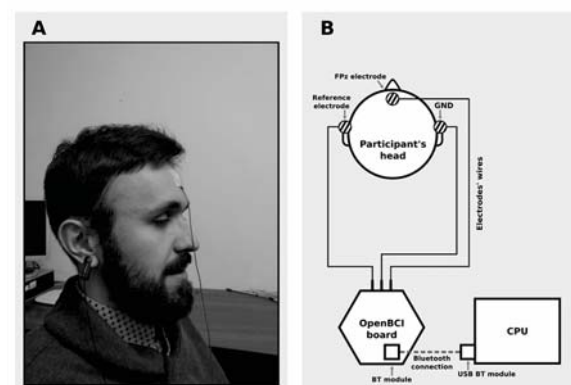 A
B
FPz electrode
Reference
electrode
GND
Participant's
head
Electrodes' wires
OpenBCI
board
CPU
Bluetooth
connection
BT module
USB BT module